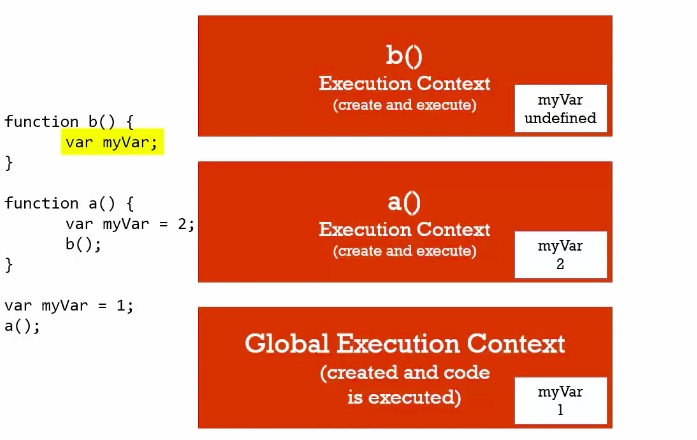 function b() {
var myVar;
}
function a() {
var myVar = 2;
b();
}
var myVar = 1;
a();
b()
Execution Context
(create and execute)
myVar
undefined
a()
Execution Context
(create and execute)
myVar
2
Global Execution Context
(created and code
is executed)
myVar
1